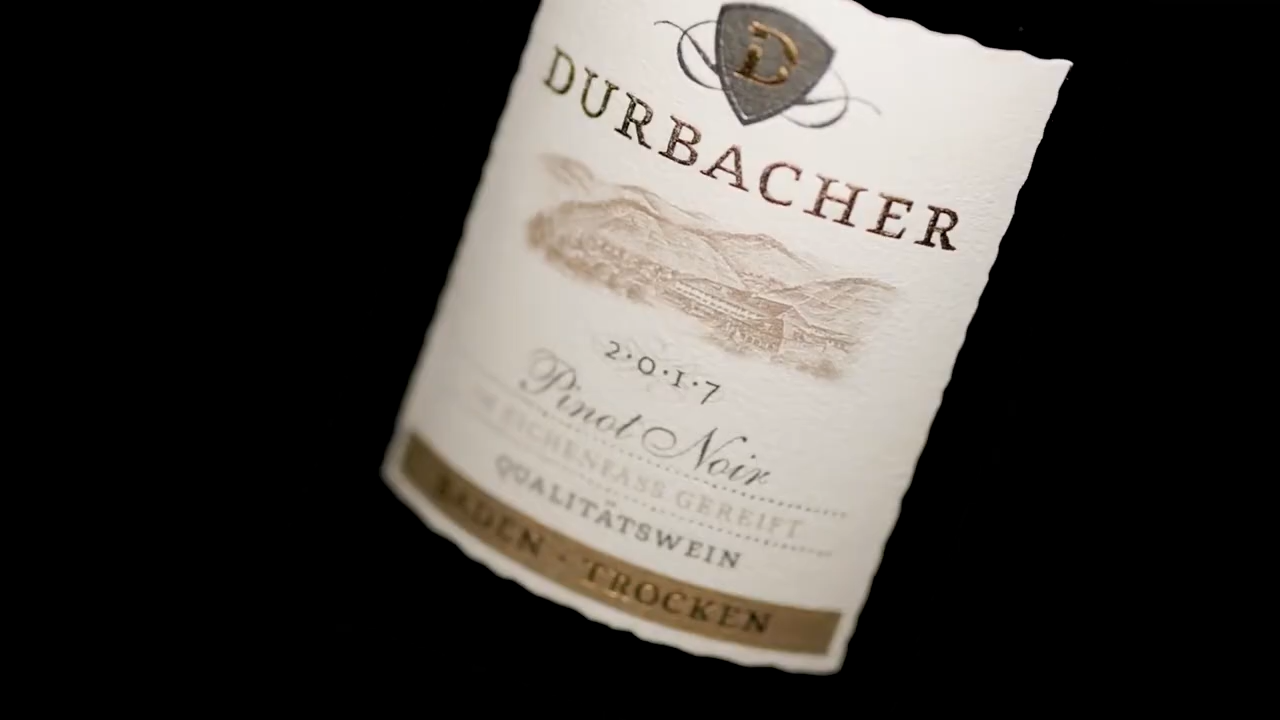 D
DURBACHER
2·0·1·7
Pinot Noir
IM EICHENFASS GEREIFT
QUALITÄTSWEIN
BADEN · TROCKEN